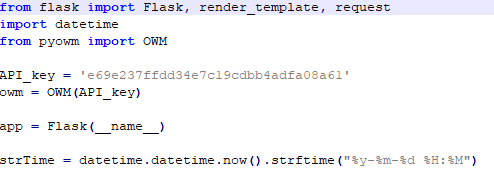 from flask import Flask, render_template, request
import datetime
from pyowm import OWM
API_key = 'e69e237ffdd34e7c19cdbb4adfa08a61'
owm = OWM(API_key)
app = Flask(__name__)
strTime = datetime.datetime.now().strftime("%y-%m-%d %H:%M")